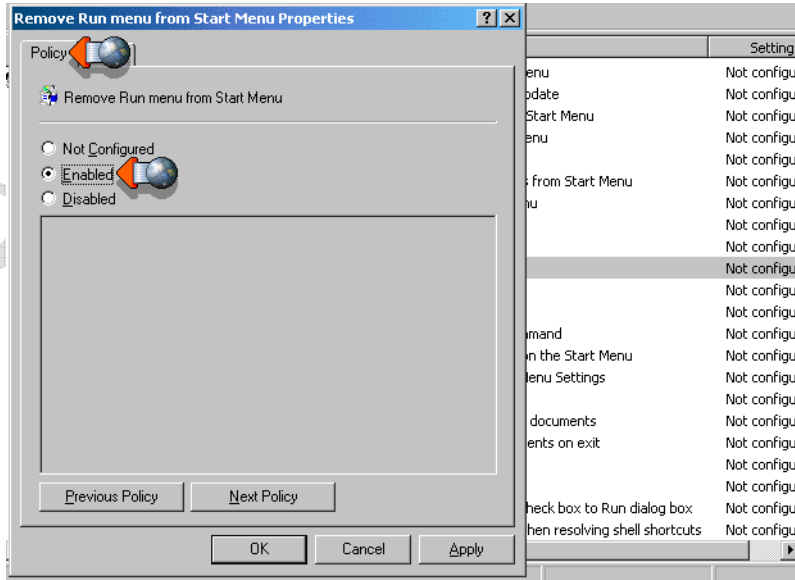 Remove Run menu from Start Menu Properties
Policy
Remove Run menu from Start Menu
Not Configured
Enabled
Disabled
Previous Policy
Next Policy
OK
Cancel
Apply
Setting
enu Not configu
pdate Not configu
Start Menu Not configu
enu Not configu
Not configu
s from Start Menu Not configu
nu Not configu
Not configu
Not configu
Not configu
Not configu
Not configu
mmand Not configu
on the Start Menu Not configu
Menu Settings Not configu
Not configu
documents Not configu
ents on exit Not configu
Not configu
Not configu
heck box to Run dialog box Not configu
hen resolving shell shortcuts Not configu